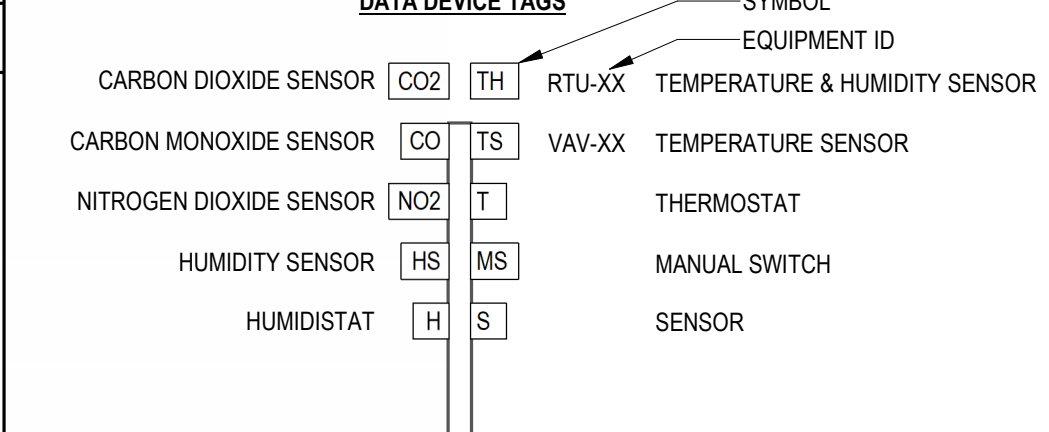 DATA DEVICE TAGS
SYMBOL
EQUIPMENT ID
CARBON DIOXIDE SENSOR CO2 TH RTU-XX TEMPERATURE & HUMIDITY SENSOR
CARBON MONOXIDE SENSOR CO TS VAV-XX TEMPERATURE SENSOR
NITROGEN DIOXIDE SENSOR NO2 T THERMOSTAT
HUMIDITY SENSOR HS MS MANUAL SWITCH
HUMIDISTAT H S SENSOR